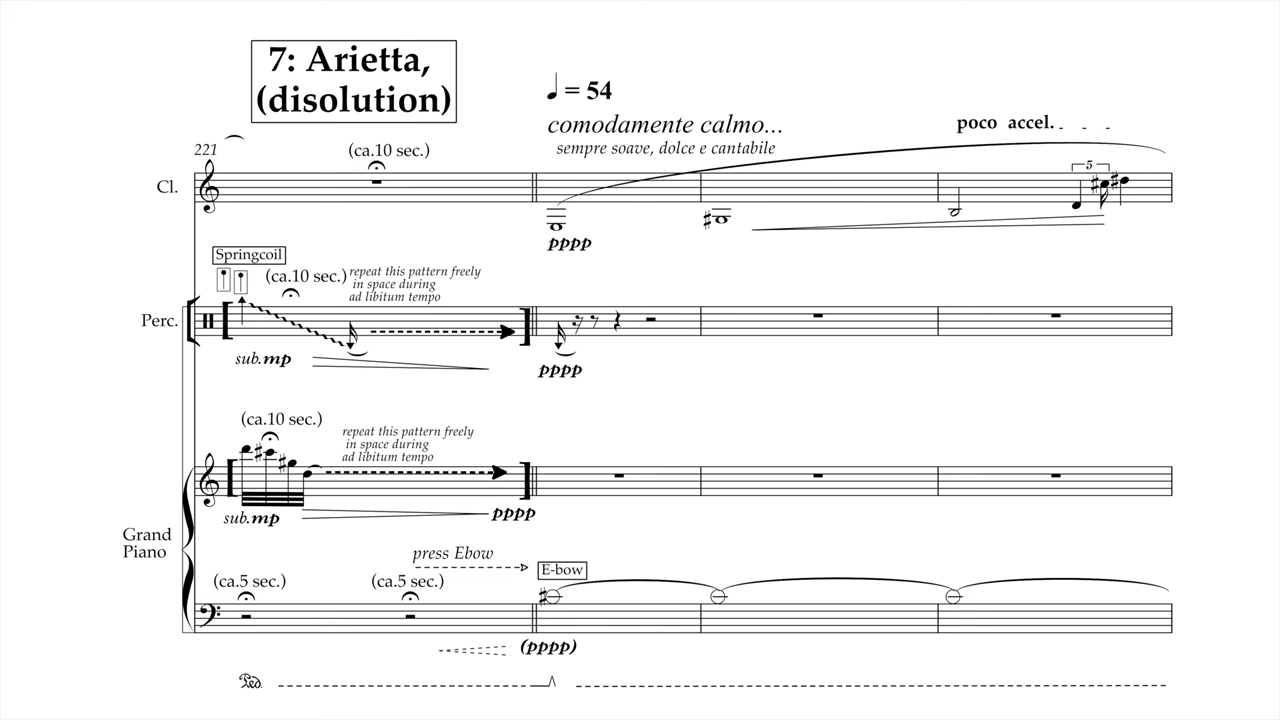 7: Arietta,
(disolution)
♩ = 54
comodamente calmo...
sempre soave, dolce e cantabile
poco accel.
221
(ca.10 sec.)
5
Cl.
pppp
Springcoil
(ca.10 sec.)
repeat this pattern freely
in space during
ad libitum tempo
Perc.
sub.mp
pppp
(ca.10 sec.)
repeat this pattern freely
in space during
ad libitum tempo
sub.mp
pppp
Grand
Piano
press Ebow
E-bow
(ca.5 sec.)
(ca.5 sec.)
(pppp)
Ped.